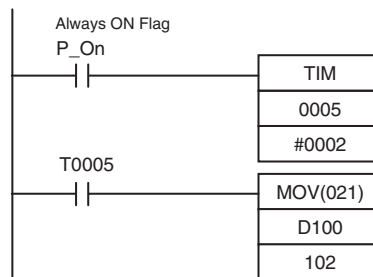 Always ON Flag
P_On
TIM
0005
#0002
T0005
MOV(021)
D100
102